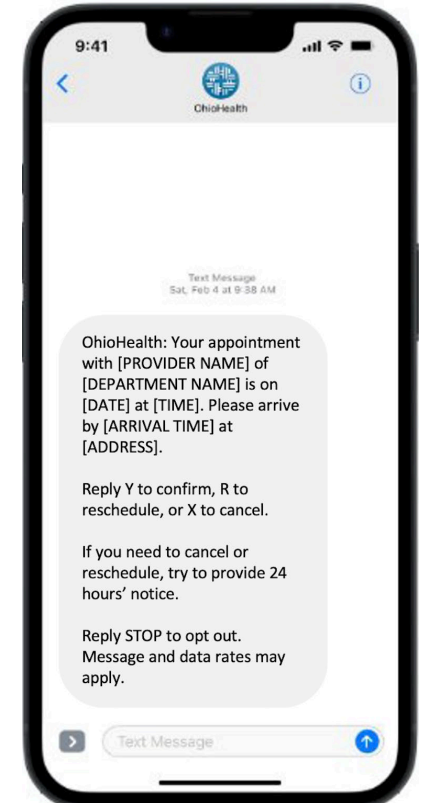 9:41
OhioHealth
Text Message
Sat, Feb 4 at 9:38 AM
OhioHealth: Your appointment
with [PROVIDER NAME] of
[DEPARTMENT NAME] is on
[DATE] at [TIME]. Please arrive
by [ARRIVAL TIME] at
[ADDRESS].
Reply Y to confirm, R to
reschedule, or X to cancel.
If you need to cancel or
reschedule, try to provide 24
hours’ notice.
Reply STOP to opt out.
Message and data rates may
apply.
Text Message